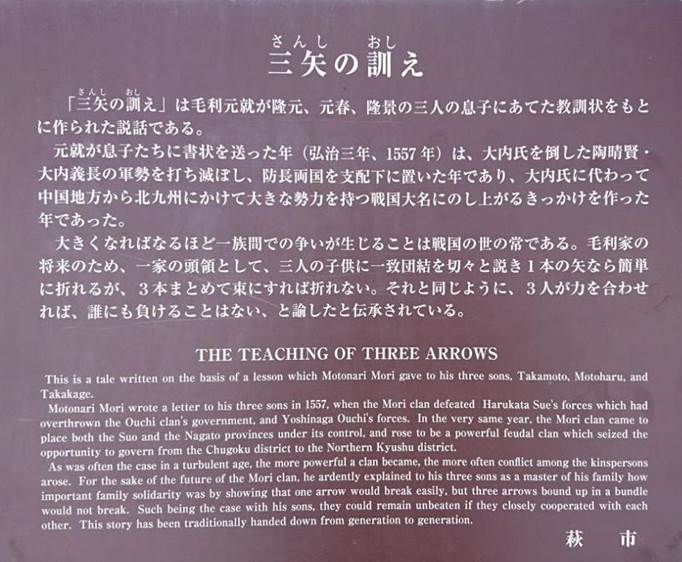 さんし おし
三矢の訓え
さんし おし
「三矢の訓え」は毛利元就が隆元、元春、隆景の三人の息子にあてた教訓状をもと
に作られた説話である。
元就が息子たちに書状を送った年（弘治三年、1557年）は、大内氏を倒した陶晴賢・
大内義長の軍勢を打ち滅ぼし、防長両国を支配下に置いた年であり、大内氏に代わって
中国地方から北九州にかけて大きな勢力を持つ戦国大名にのし上がるきっかけを作った
年であった。
大きくなればなるほど一族間での争いが生じることは戦国の世の常である。毛利家の
将来のため、一家の頭領として、三人の子供に一致団結を切々と説き１本の矢なら簡単
に折れるが、３本まとめて束にすれば折れない。それと同じように、３人が力を合わせ
れば、誰にも負けることはない、と諭したと伝承されている。
THE TEACHING OF THREE ARROWS
This is a tale written on the basis of a lesson which Motonari Mori gave to his three sons, Takamoto, Motoharu, and
Takakage.
Motonari Mori wrote a letter to his three sons in 1557, when the Mori clan defeated Harukata Sue's forces which had
overthrown the Ouchi clan's government, and Yoshinaga Ouchi's forces. In the very same year, the Mori clan came to
place both the Suo and the Nagato provinces under its control, and rose to be a powerful feudal clan which seized the
opportunity to govern from the Chugoku district to the Northern Kyushu district.
As was often the case in a turbulent age, the more powerful a clan became, the more often conflict among the kinspersons
arose. For the sake of the future of the Mori clan, he ardently explained to his three sons as a master of his family how
important family solidarity was by showing that one arrow would break easily, but three arrows bound up in a bundle
would not break. Such being the case with his sons, they could remain unbeaten if they closely cooperated with each
other. This story has been traditionally handed down from generation to generation.
萩 市